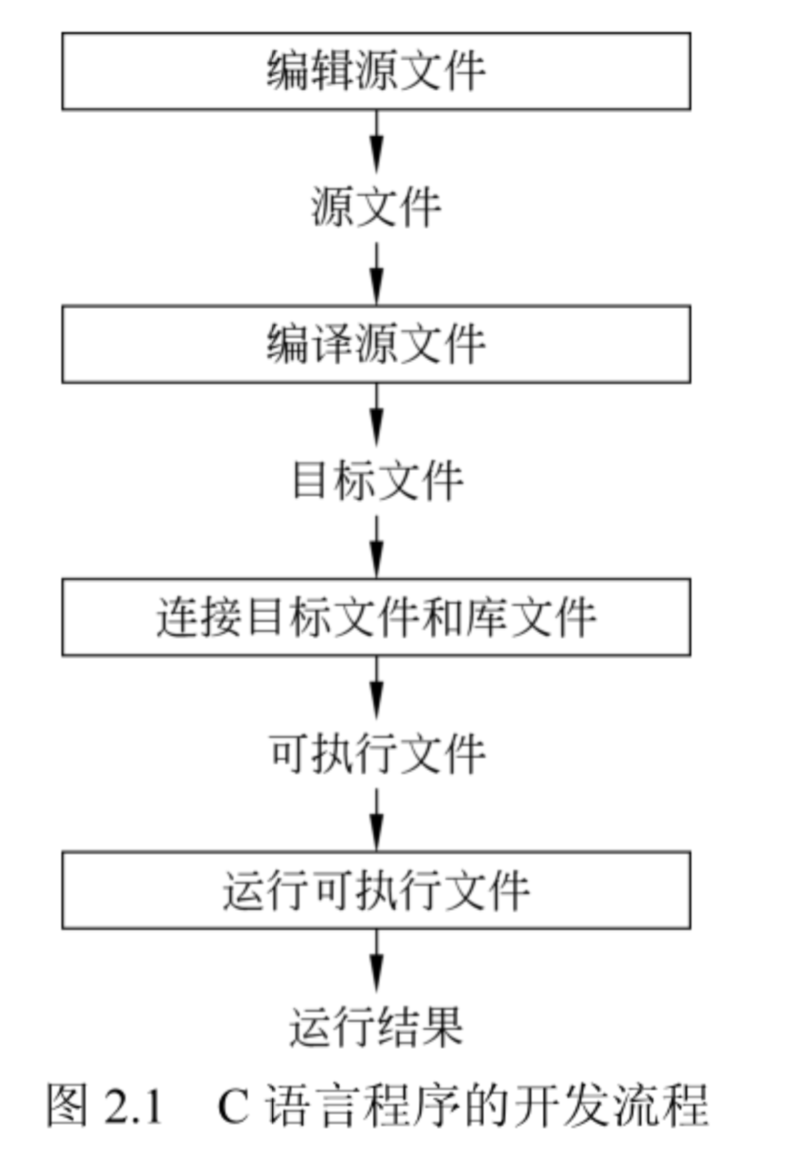 编辑源文件
源文件
编译源文件
目标文件
连接目标文件和库文件
可执行文件
运行可执行文件
运行结果
图 2.1 C 语言程序的开发流程